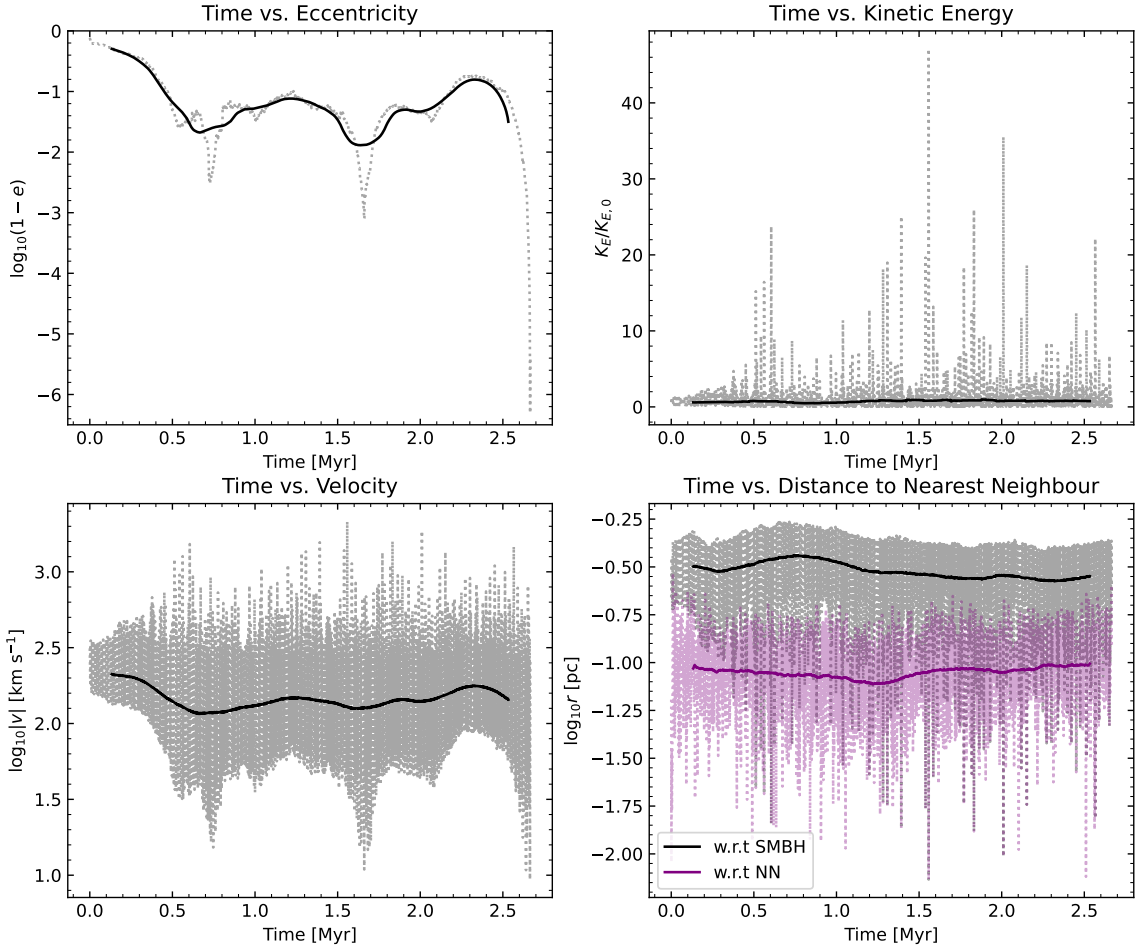 Time vs. Eccentricity
log₁₀(1 − e)
0
−1
−2
−3
−4
−5
−6
0.0 0.5 1.0 1.5 2.0 2.5
Time [Myr]
Time vs. Kinetic Energy
K_E/K_{E,0}
40
30
20
10
0
0.0 0.5 1.0 1.5 2.0 2.5
Time [Myr]
Time vs. Velocity
log₁₀|v| [km s⁻¹]
3.0
2.5
2.0
1.5
1.0
0.0 0.5 1.0 1.5 2.0 2.5
Time [Myr]
Time vs. Distance to Nearest Neighbour
log₁₀r [pc]
−0.25
−0.50
−0.75
−1.00
−1.25
−1.50
−1.75
−2.00
w.r.t SMBH
w.r.t NN
0.0 0.5 1.0 1.5 2.0 2.5
Time [Myr]